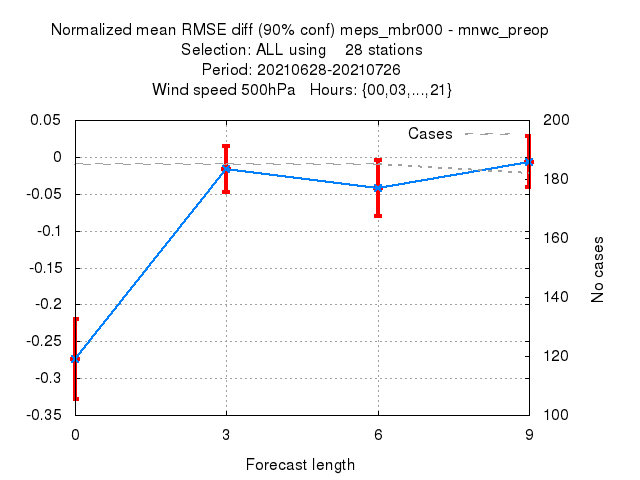 Normalized mean RMSE diff (90% conf) meps_mbr000 - mnwc_preop
Selection: ALL using    28 stations
Period: 20210628-20210726
Wind speed 500hPa   Hours: {00,03,...,21}
Cases
0.05
0
-0.05
-0.1
-0.15
-0.2
-0.25
-0.3
-0.35
200
180
160
140
120
100
No cases
0 3 6 9
Forecast length